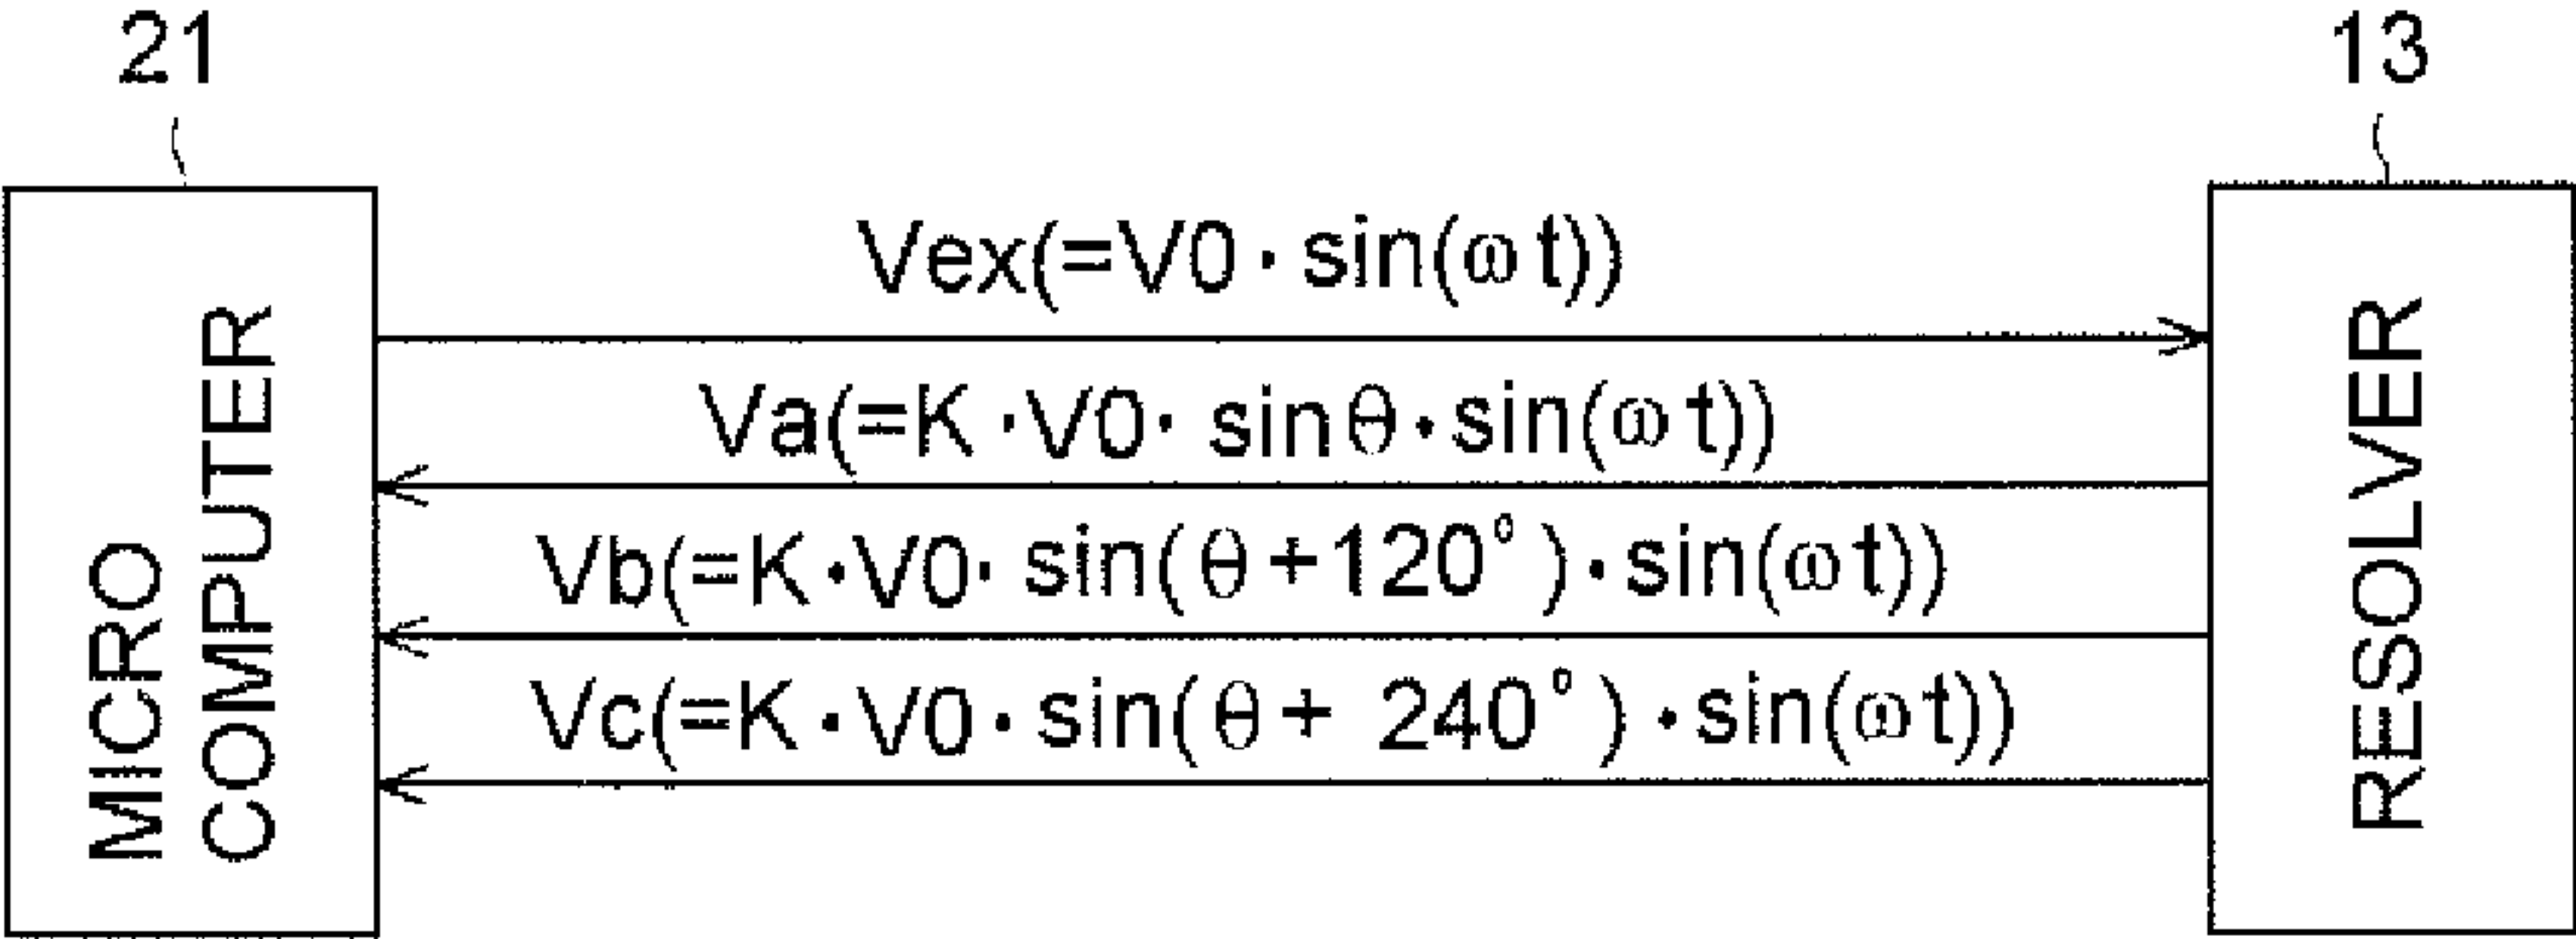 21
13
Vex(=V0・sin(ωt))
Va(=K・V0・sinθ・sin(ωt))
Vb(=K・V0・sin(θ+120°)・sin(ωt))
Vc(=K・V0・sin(θ+ 240°)・sin(ωt))
MICRO
COMPUTER
RESOLVER